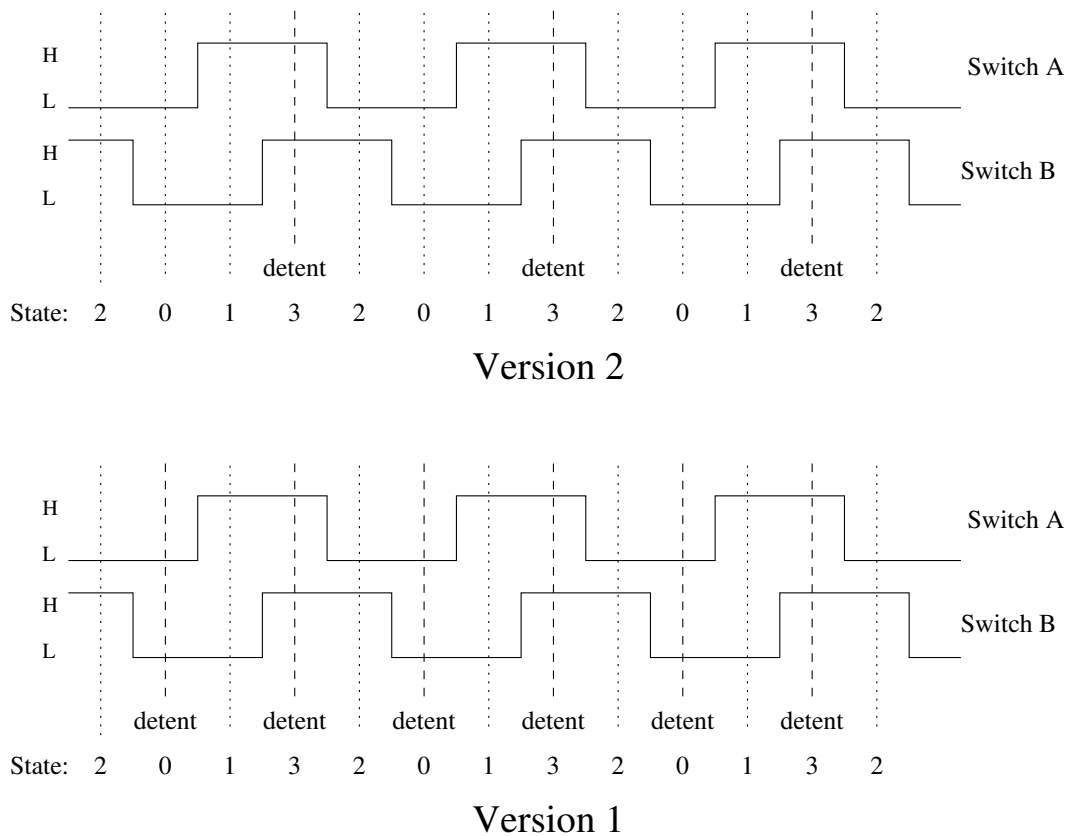 H
Switch A
L
H
Switch B
L
detent detent detent
State: 2 0 1 3 2 0 1 3 2 0 1 3 2
Version 2
H
Switch A
L
H
Switch B
L
detent detent detent detent detent detent
State: 2 0 1 3 2 0 1 3 2 0 1 3 2
Version 1